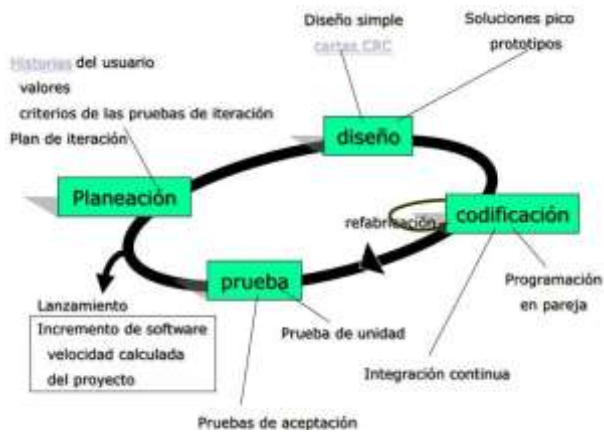 Diseño simple
cartas CRC
Soluciones pico
prototipos
Historias del usuario
valores
criterios de las pruebas de iteración
Plan de iteración
diseño
Planeación
refabricación
codificación
prueba
Programación
en pareja
Lanzamiento
Incremento de software
velocidad calculada
del proyecto
Prueba de unidad
Integración continua
Pruebas de aceptación